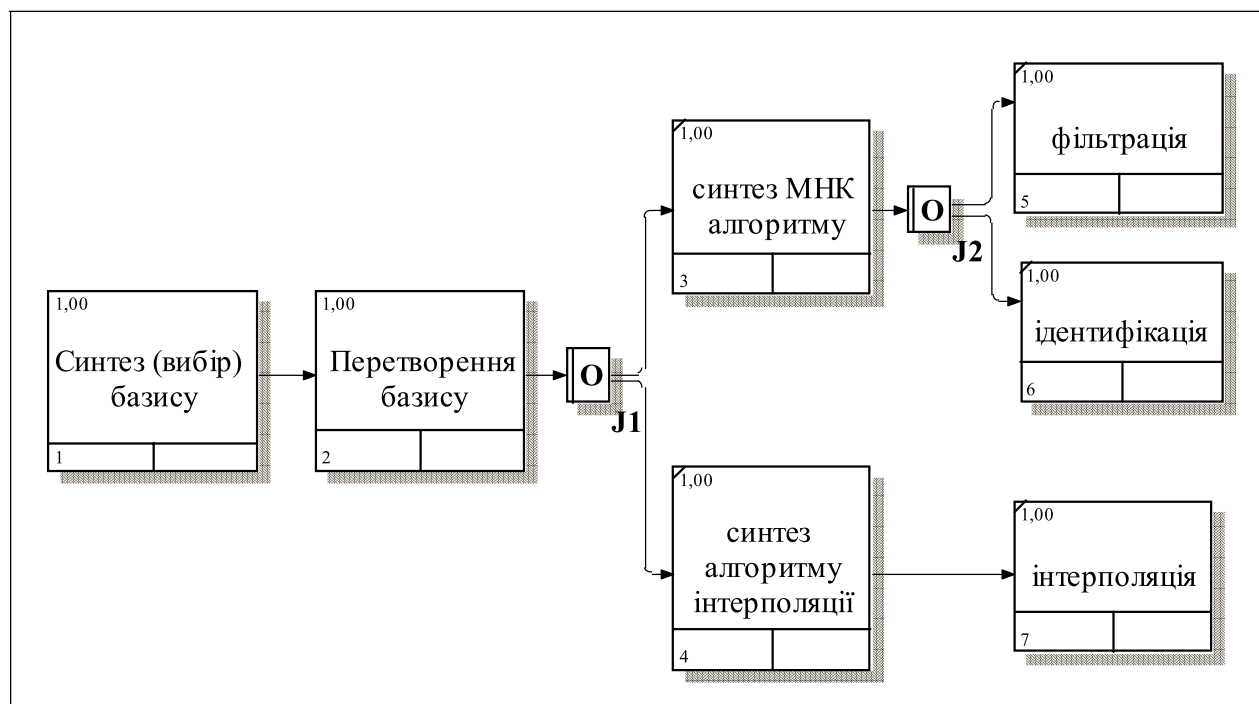 1,00
Синтез (вибір)
базису
1
1,00
Перетворення
базису
2
O
J1
1,00
синтез МНК
алгоритму
3
O
J2
1,00
фільтрація
5
1,00
ідентифікація
6
1,00
синтез
алгоритму
інтерполяції
4
1,00
інтерполяція
7